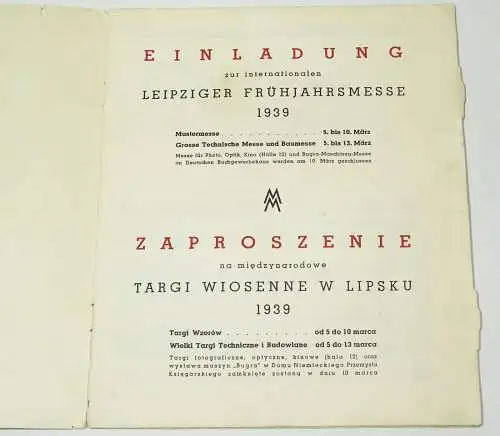 EINLADUNG
zur internationalen
LEIPZIGER FRÜHJAHRSMESSE
1939
Mustermesse . . . . . . . . . . 5. bis 10. März
Grosse Technische Messe und Baumesse 5. bis 13. März
Messe für Photo, Optik, Kino (Halle 12) und Bugra-Maschinen-Messe
im Deutschen Buchgewerbehaus werden am 10. März geschlossen
MM
ZAPROSZENIE
na międzynarodowe
TARGI WIOSENNE W LIPSKU
1939
Targi Wzorów . . . . . . . . . od 5 do 10 marca
Wielki Targi Techniczne i Budowlane od 5 do 13 marca
Targi fotograficzne, optyczne, kinowe (hala 12) oraz
wystawa maszyn „Bugra" w Domu Niemieckiego Przemysłu
Księgarskiego zamknięte zostaną w dniu 10 marca